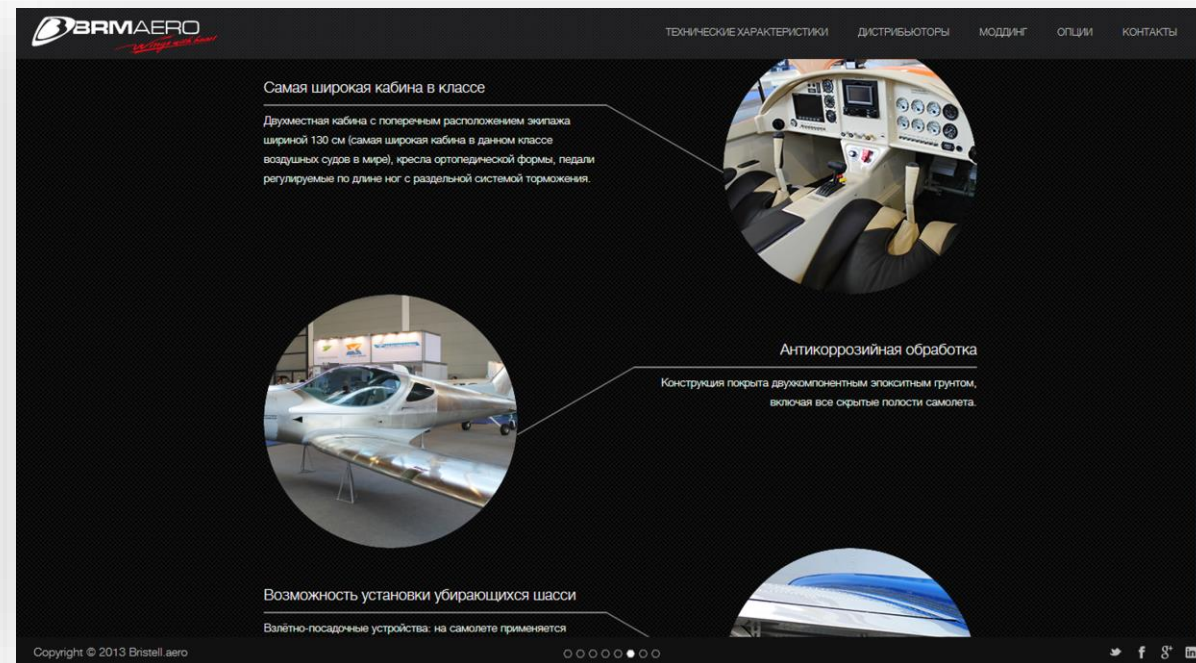 BRMAERO
Wings with heart
ТЕХНИЧЕСКИЕ ХАРАКТЕРИСТИКИ ДИСТРИБЬЮТОРЫ МОДДИНГ ОПЦИИ КОНТАКТЫ
Самая широкая кабина в классе
Двухместная кабина с поперечным расположением экипажа
шириной 130 см (самая широкая кабина в данном классе
воздушных судов в мире), кресла ортопедической формы, педали
регулируемые по длине ног с раздельной системой торможения.
Антикоррозийная обработка
Конструкция покрыта двухкомпонентным эпокситным грунтом,
включая все скрытые полости самолета.
Возможность установки убирающихся шасси
Взлётно-посадочные устройства: на самолете применяется
Copyright © 2013 Bristell.aero